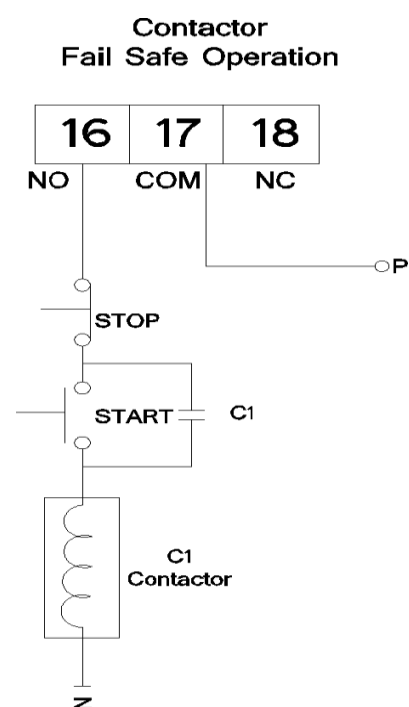 Contactor
Fail Safe Operation
16 17 18
NO COM NC
P
STOP
START C1
C1
Contactor
N